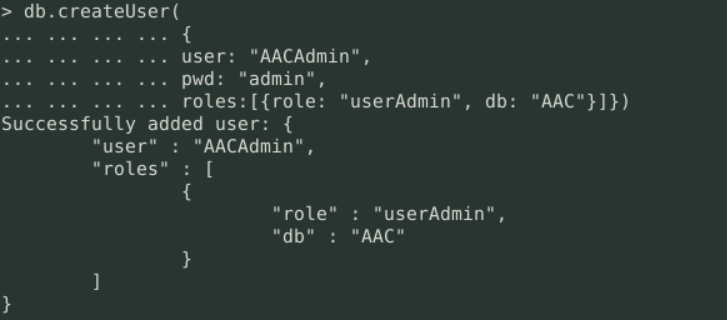 > db.createUser(
... ... ... ... {
... ... ... ... user: "AACAdmin",
... ... ... ... pwd: "admin",
... ... ... ... roles:[{role: "userAdmin", db: "AAC"}]})
Successfully added user: {
        "user" : "AACAdmin",
        "roles" : [
                {
                        "role" : "userAdmin",
                        "db" : "AAC"
                }
        ]
}